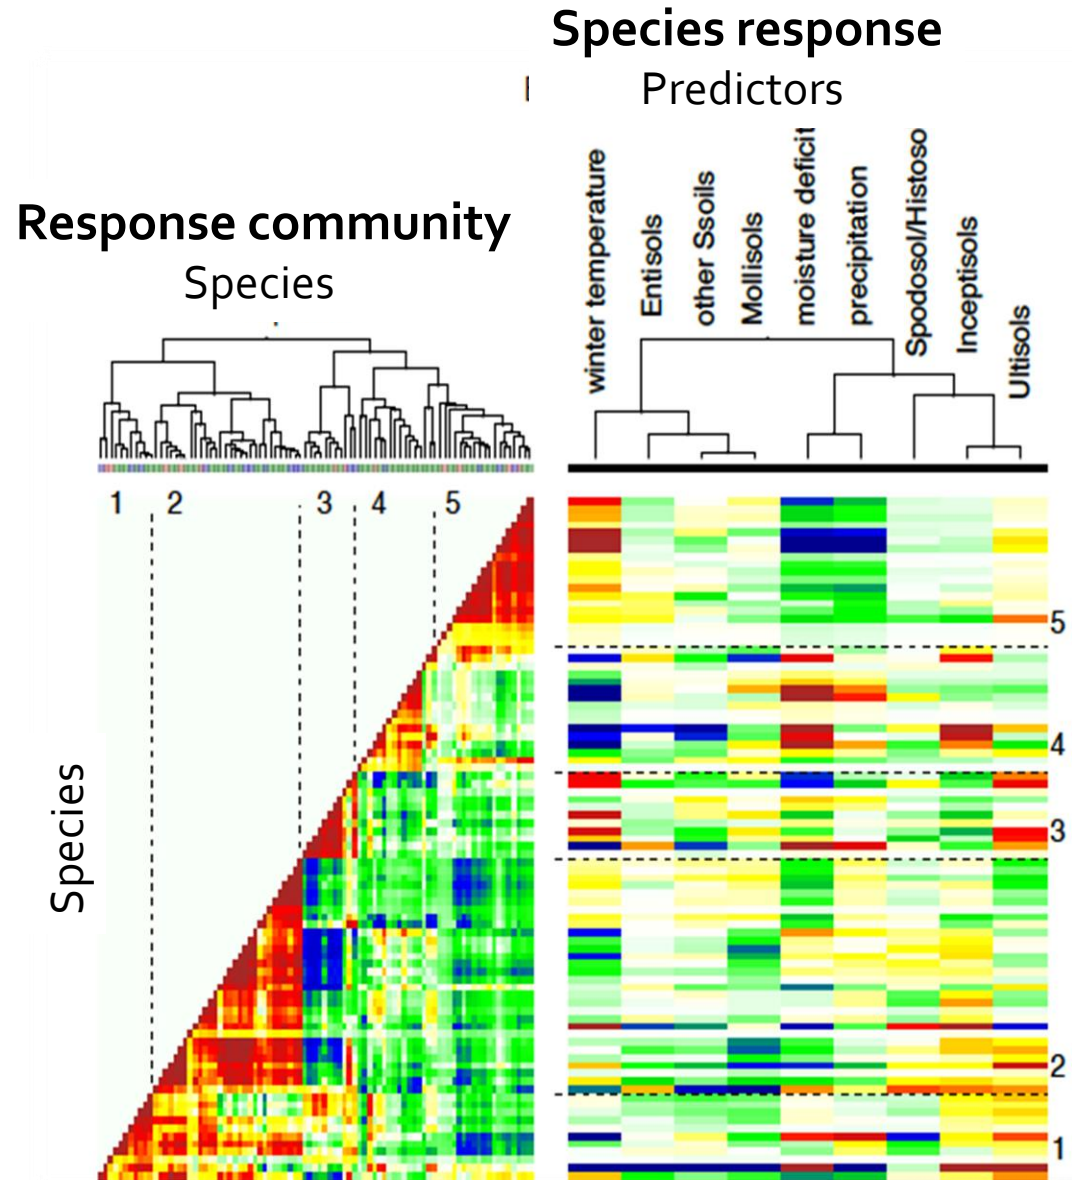 Species response
Predictors
Response community
Species
winter temperature
Entisols
other Ssoils
Mollisols
moisture deficit
precipitation
Spodosol/Histoso
Inceptisols
Ultisols
1 2 3 4 5
Species
5
4
3
2
1